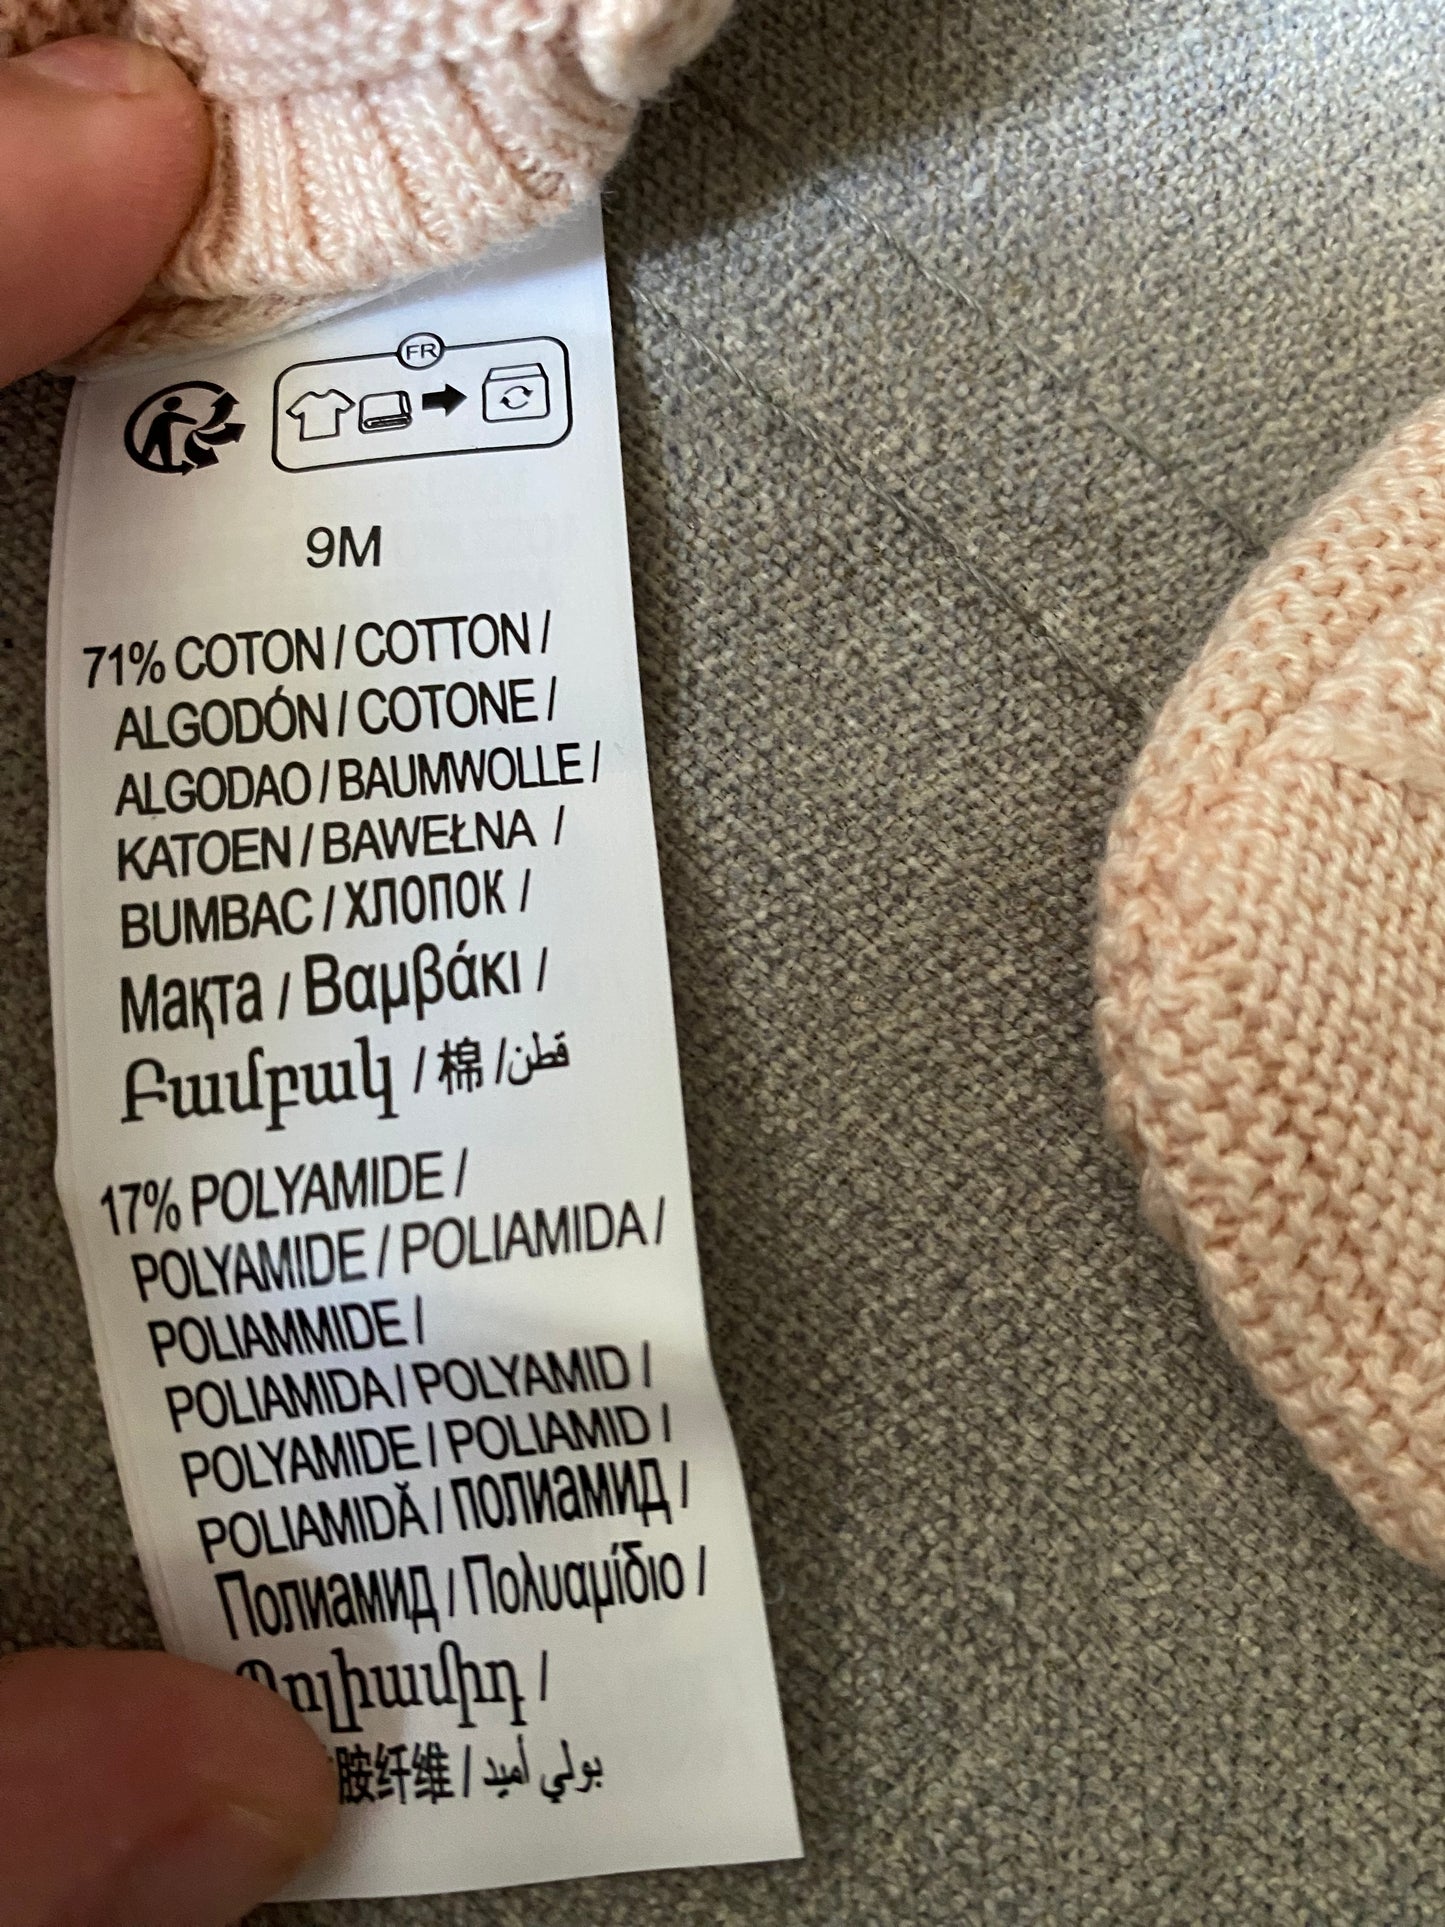 FR
9M
71% COTON / COTTON /
ALGODÓN / COTONE /
ALGODAO / BAUMWOLLE /
KATOEN / BAWEŁNA /
BUMBAC / ХЛОПОК /
Мақта / Βαμβάκι /
Բամբակ / 棉 / قطن
17% POLYAMIDE /
POLYAMIDE / POLIAMIDA /
POLIAMMIDE /
POLIAMIDA / POLYAMID /
POLYAMIDE / POLIAMID /
POLIAMIDĂ / ПОЛИаМИД /
Полиамид / Πολυαμίδιο /
Պոլիամիդ /
胺纤维 / بولي أميد